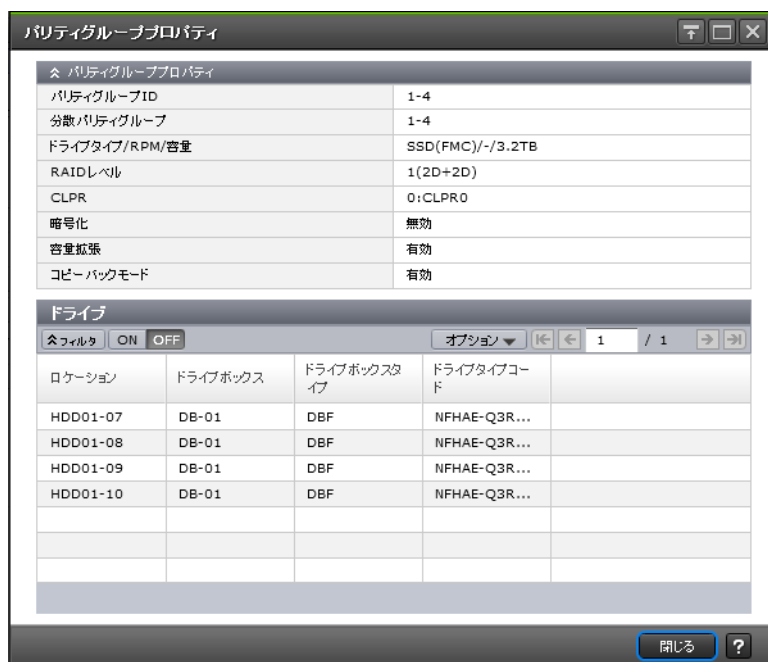 パリティグループプロパティ
パリティグループプロパティ
パリティグループID 1-4
分散パリティグループ 1-4
ドライブタイプ/RPM/容量 SSD(FMC)/-/3.2TB
RAIDレベル 1(2D+2D)
CLPR 0:CLPR0
暗号化 無効
容量拡張 有効
コピーバックモード 有効
ドライブ
フィルタ ON OFF オプション 1 / 1
ロケーション ドライブボックス ドライブボックスタイプ ドライブタイプコード
HDD01-07 DB-01 DBF NFHAE-Q3R...
HDD01-08 DB-01 DBF NFHAE-Q3R...
HDD01-09 DB-01 DBF NFHAE-Q3R...
HDD01-10 DB-01 DBF NFHAE-Q3R...
閉じる ?